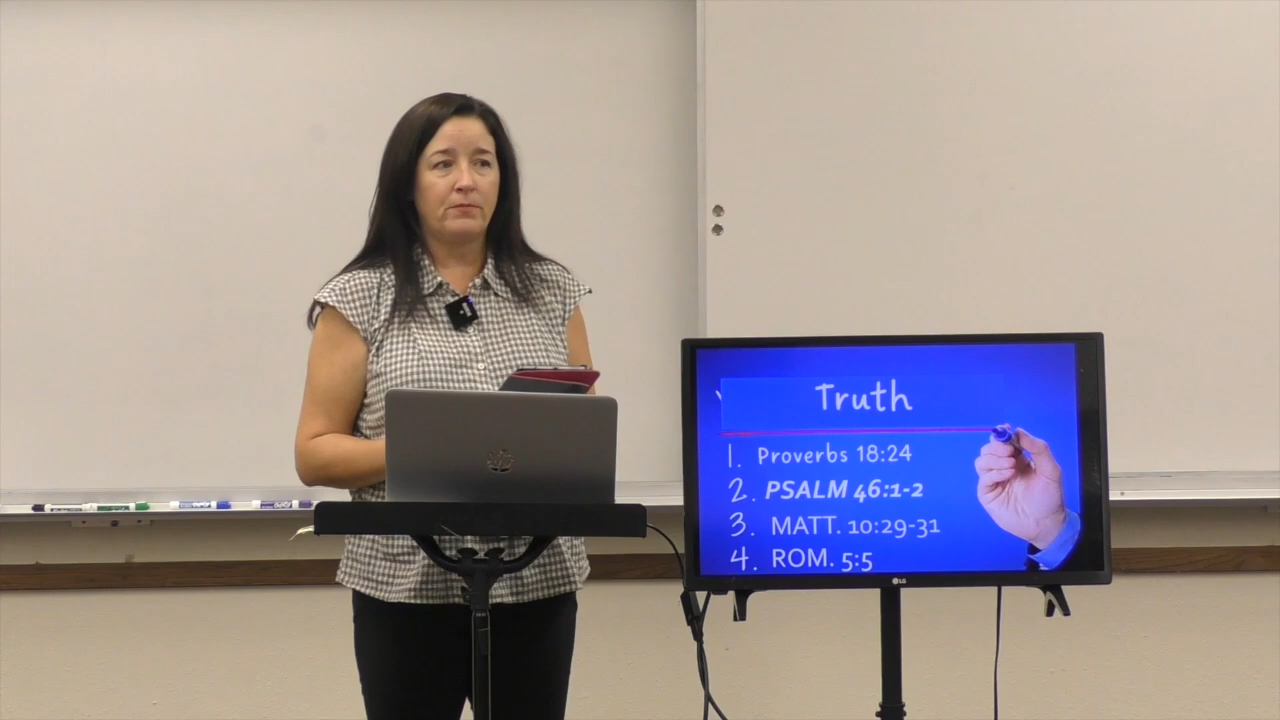 Truth
1. Proverbs 18:24
2. PSALM 46:1-2
3. MATT. 10:29-31
4. ROM. 5:5
LG